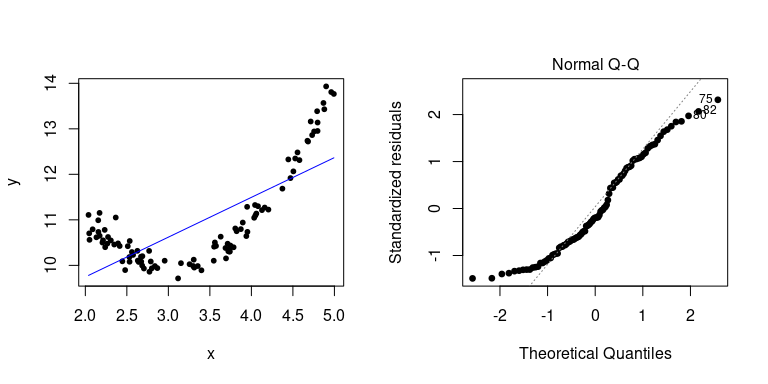 y
14
13
12
11
10
2.0 2.5 3.0 3.5 4.0 4.5 5.0
x
Normal Q-Q
Standardized residuals
2
1
0
-1
75
82
80
-2 -1 0 1 2
Theoretical Quantiles